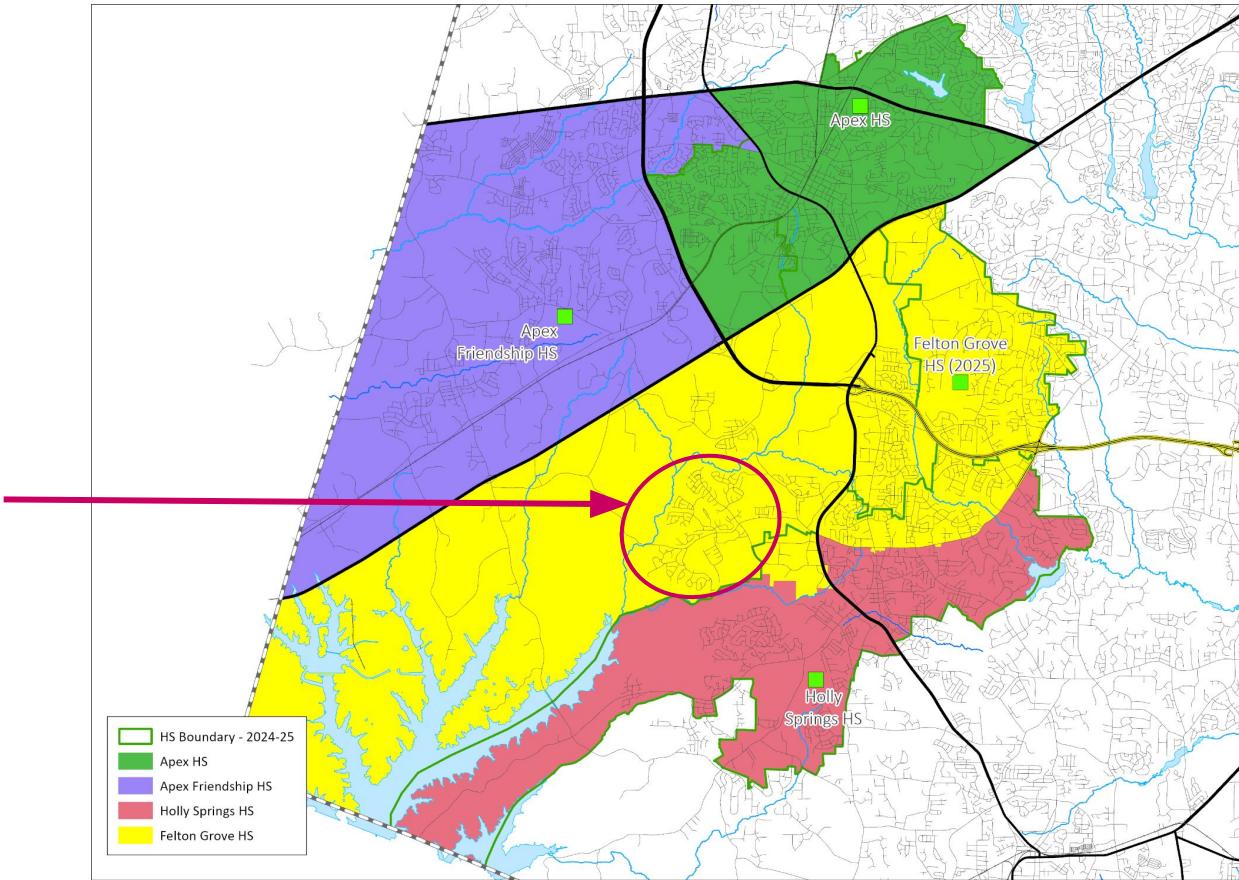 Apex HS
Apex
Friendship HS
Felton Grove
HS (2025)
Holly
Springs HS
HS Boundary - 2024-25
Apex HS
Apex Friendship HS
Holly Springs HS
Felton Grove HS